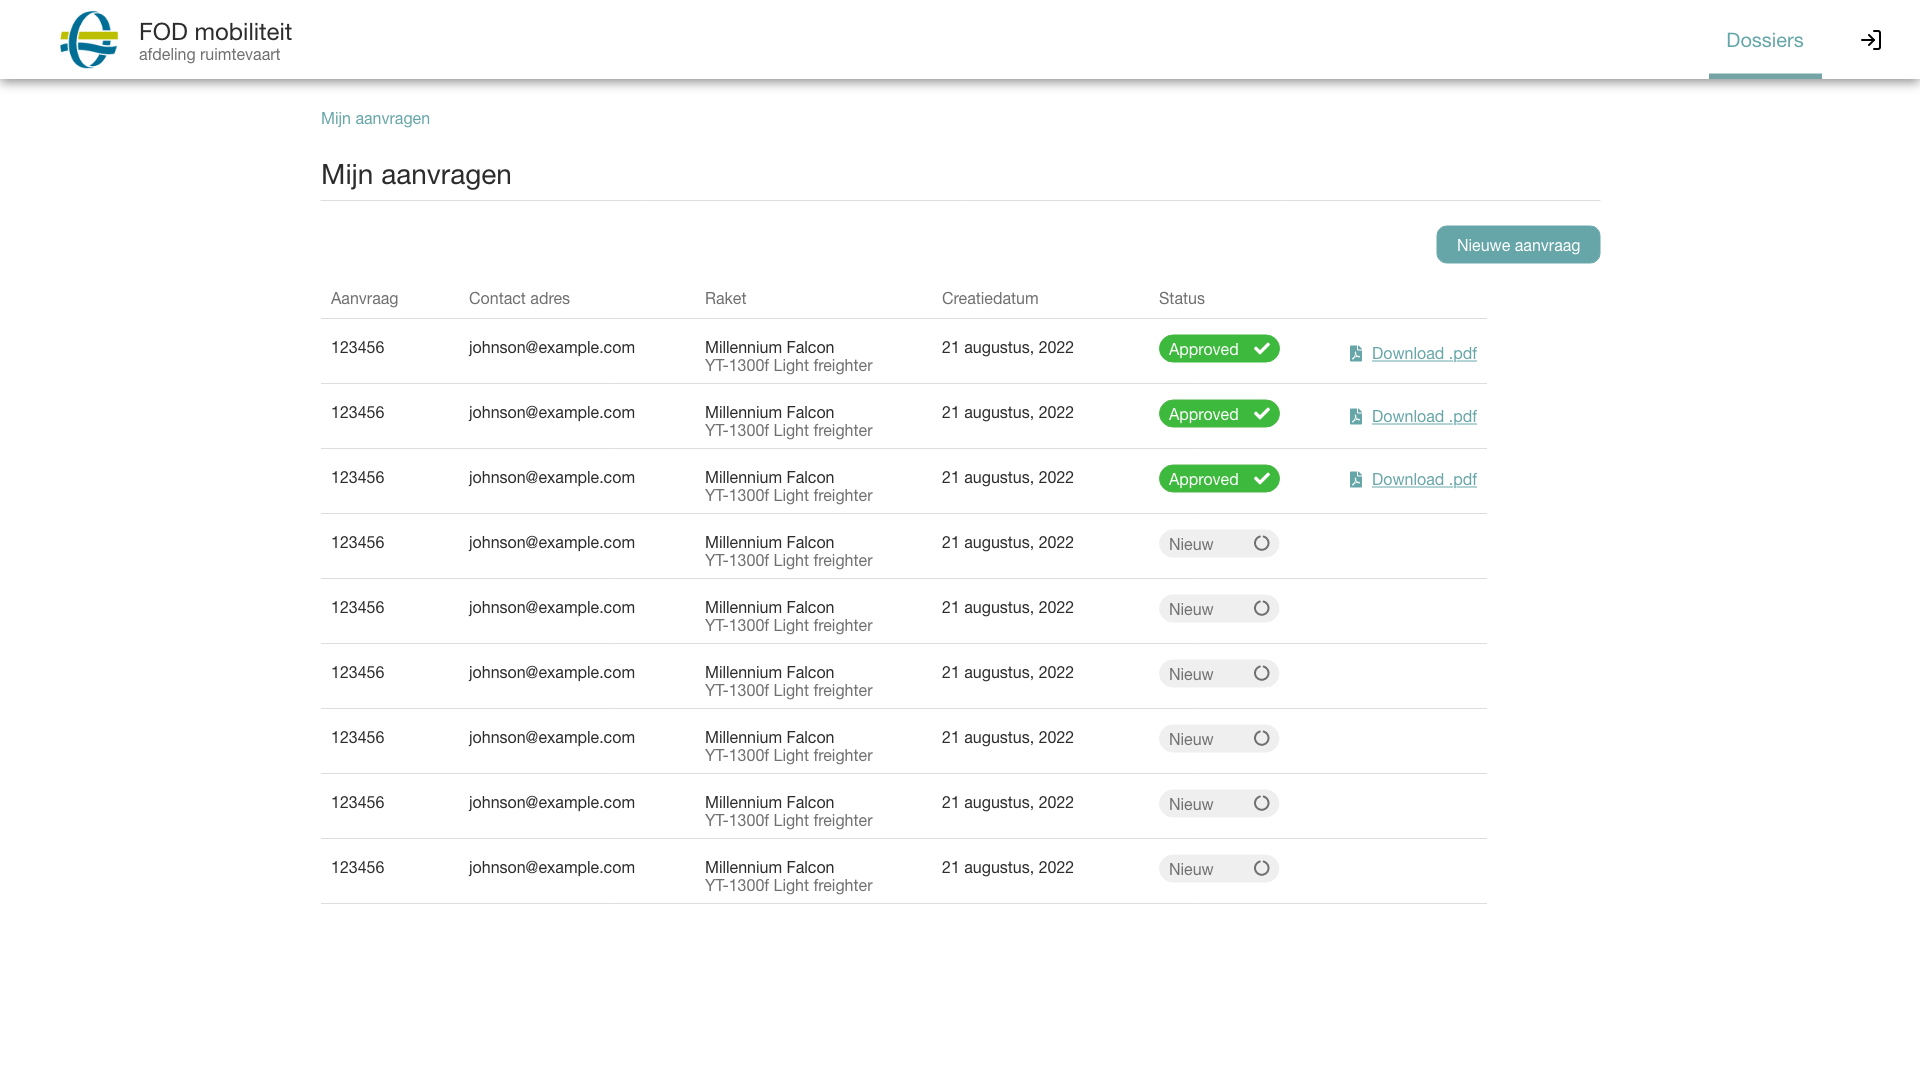 FOD mobiliteit
afdeling ruimtevaart
Dossiers
Mijn aanvragen
Mijn aanvragen
Nieuwe aanvraag
Aanvraag Contact adres Raket Creatiedatum Status
123456 johnson@example.com Millennium Falcon 21 augustus, 2022 Approved Download .pdf
YT-1300f Light freighter
123456 johnson@example.com Millennium Falcon 21 augustus, 2022 Approved Download .pdf
YT-1300f Light freighter
123456 johnson@example.com Millennium Falcon 21 augustus, 2022 Approved Download .pdf
YT-1300f Light freighter
123456 johnson@example.com Millennium Falcon 21 augustus, 2022 Nieuw
YT-1300f Light freighter
123456 johnson@example.com Millennium Falcon 21 augustus, 2022 Nieuw
YT-1300f Light freighter
123456 johnson@example.com Millennium Falcon 21 augustus, 2022 Nieuw
YT-1300f Light freighter
123456 johnson@example.com Millennium Falcon 21 augustus, 2022 Nieuw
YT-1300f Light freighter
123456 johnson@example.com Millennium Falcon 21 augustus, 2022 Nieuw
YT-1300f Light freighter
123456 johnson@example.com Millennium Falcon 21 augustus, 2022 Nieuw
YT-1300f Light freighter